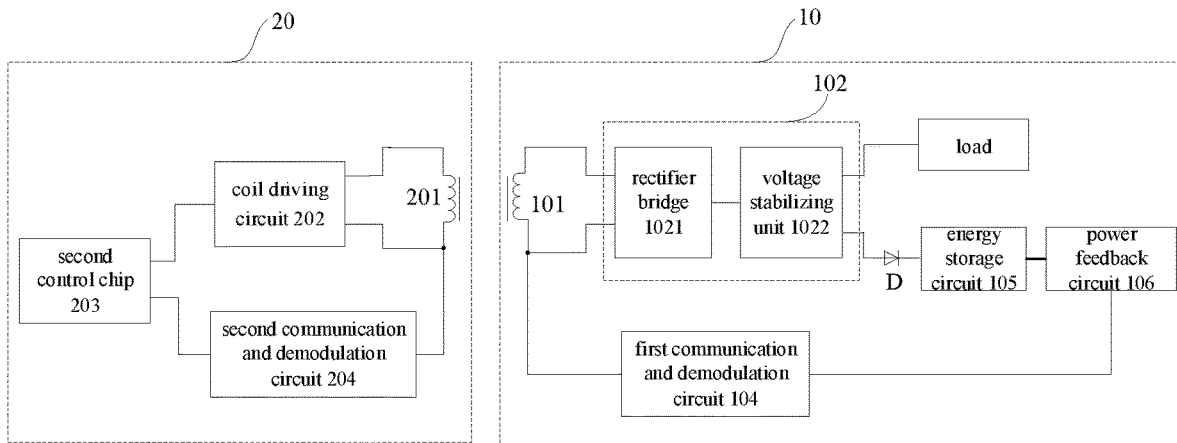 20
10
102
coil driving
circuit 202
201
second
control chip
203
second communication
and demodulation
circuit 204
101
rectifier
bridge
1021
voltage
stabilizing
unit 1022
load
D
energy
storage
circuit 105
power
feedback
circuit 106
first communication
and demodulation
circuit 104